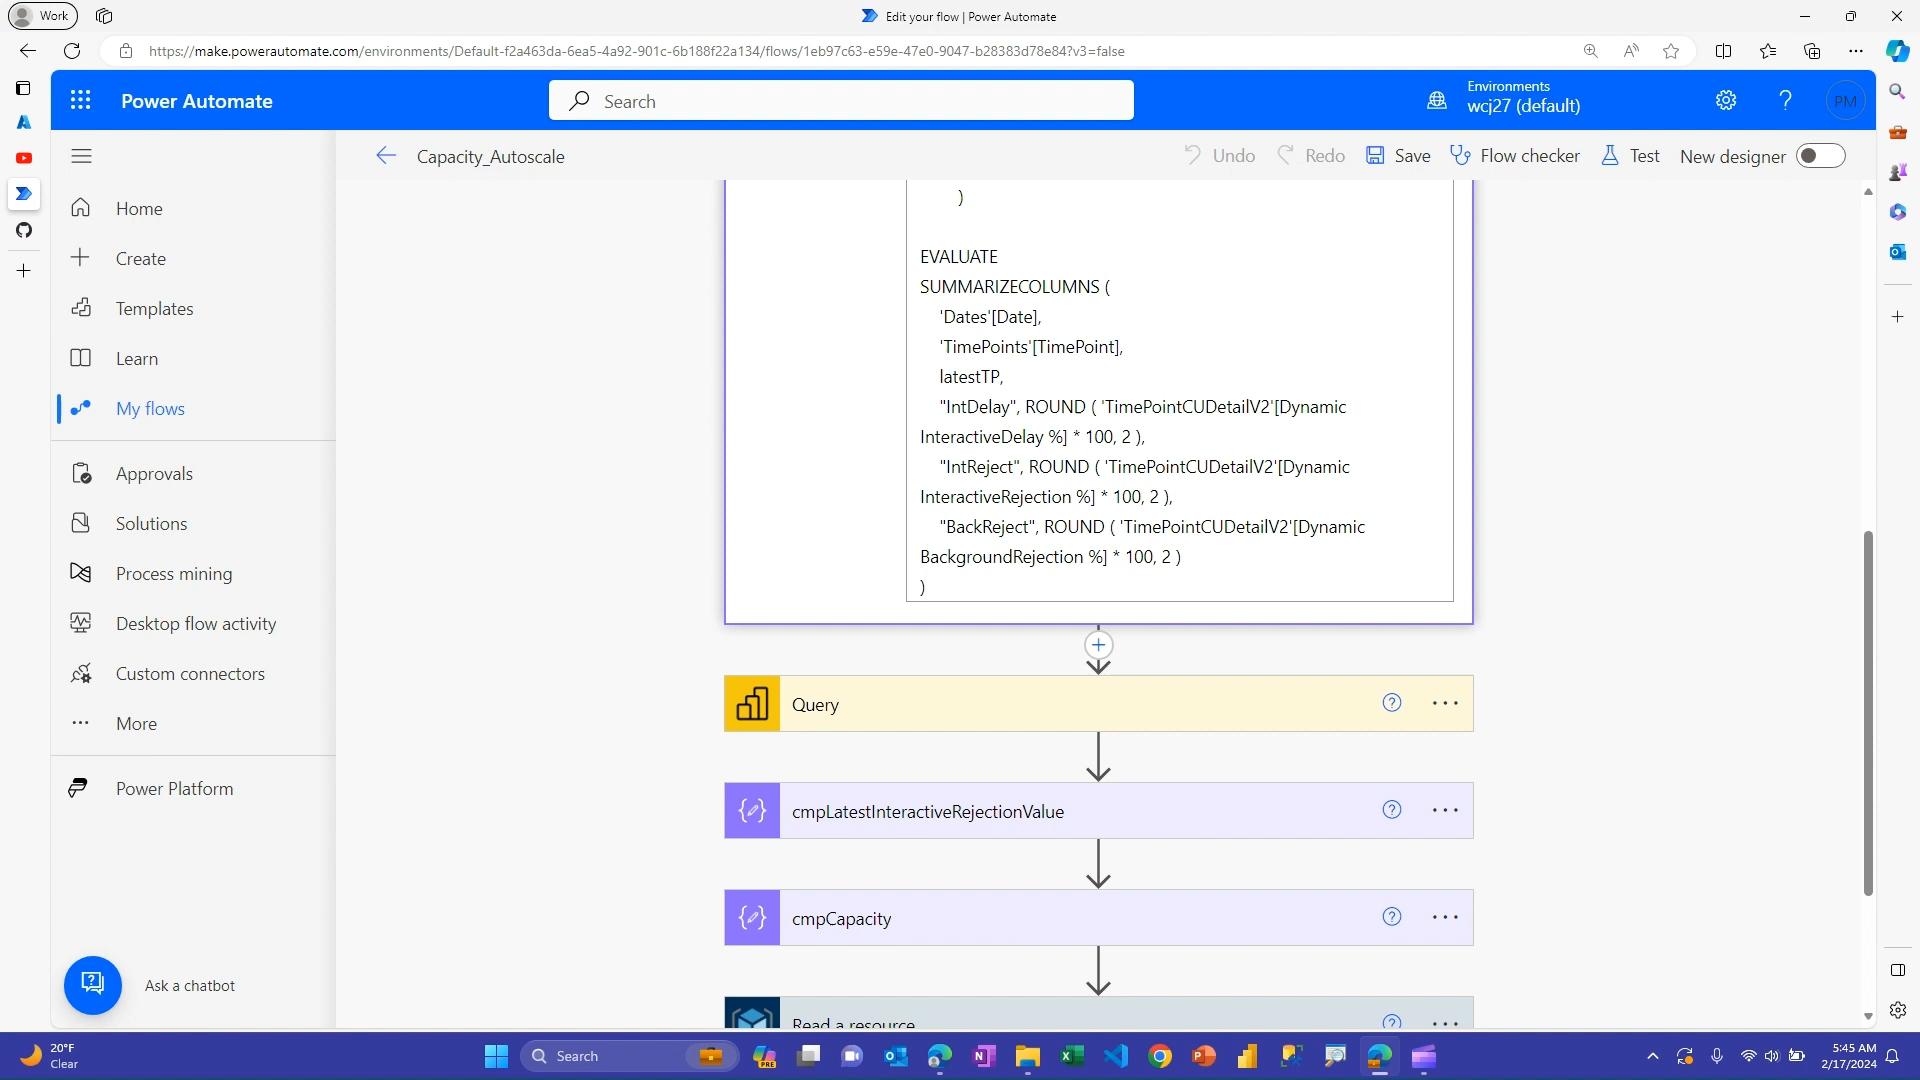 Work
Edit your flow | Power Automate
https://make.powerautomate.com/environments/Default-f2a463da-6ea5-4a92-901c-6b188f22a134/flows/1eb97c63-e59e-47e0-9047-b28383d78e84?v3=false
Power Automate
Search
Environments
wcj27 (default)
PM
Capacity_Autoscale
Undo
Redo
Save
Flow checker
Test
New designer
Home
Create
Templates
Learn
My flows
Approvals
Solutions
Process mining
Desktop flow activity
Custom connectors
More
Power Platform
Ask a chatbot
)
EVALUATE
SUMMARIZECOLUMNS (
'Dates'[Date],
'TimePoints'[TimePoint],
latestTP,
"IntDelay", ROUND ( 'TimePointCUDetailV2'[Dynamic
InteractiveDelay %] * 100, 2 ),
"IntReject", ROUND ( 'TimePointCUDetailV2'[Dynamic
InteractiveRejection %] * 100, 2 ),
"BackReject", ROUND ( 'TimePointCUDetailV2'[Dynamic
BackgroundRejection %] * 100, 2 )
)
Query
cmpLatestInteractiveRejectionValue
cmpCapacity
Read a resource
20°F
Clear
Search
PRE
5:45 AM
2/17/2024